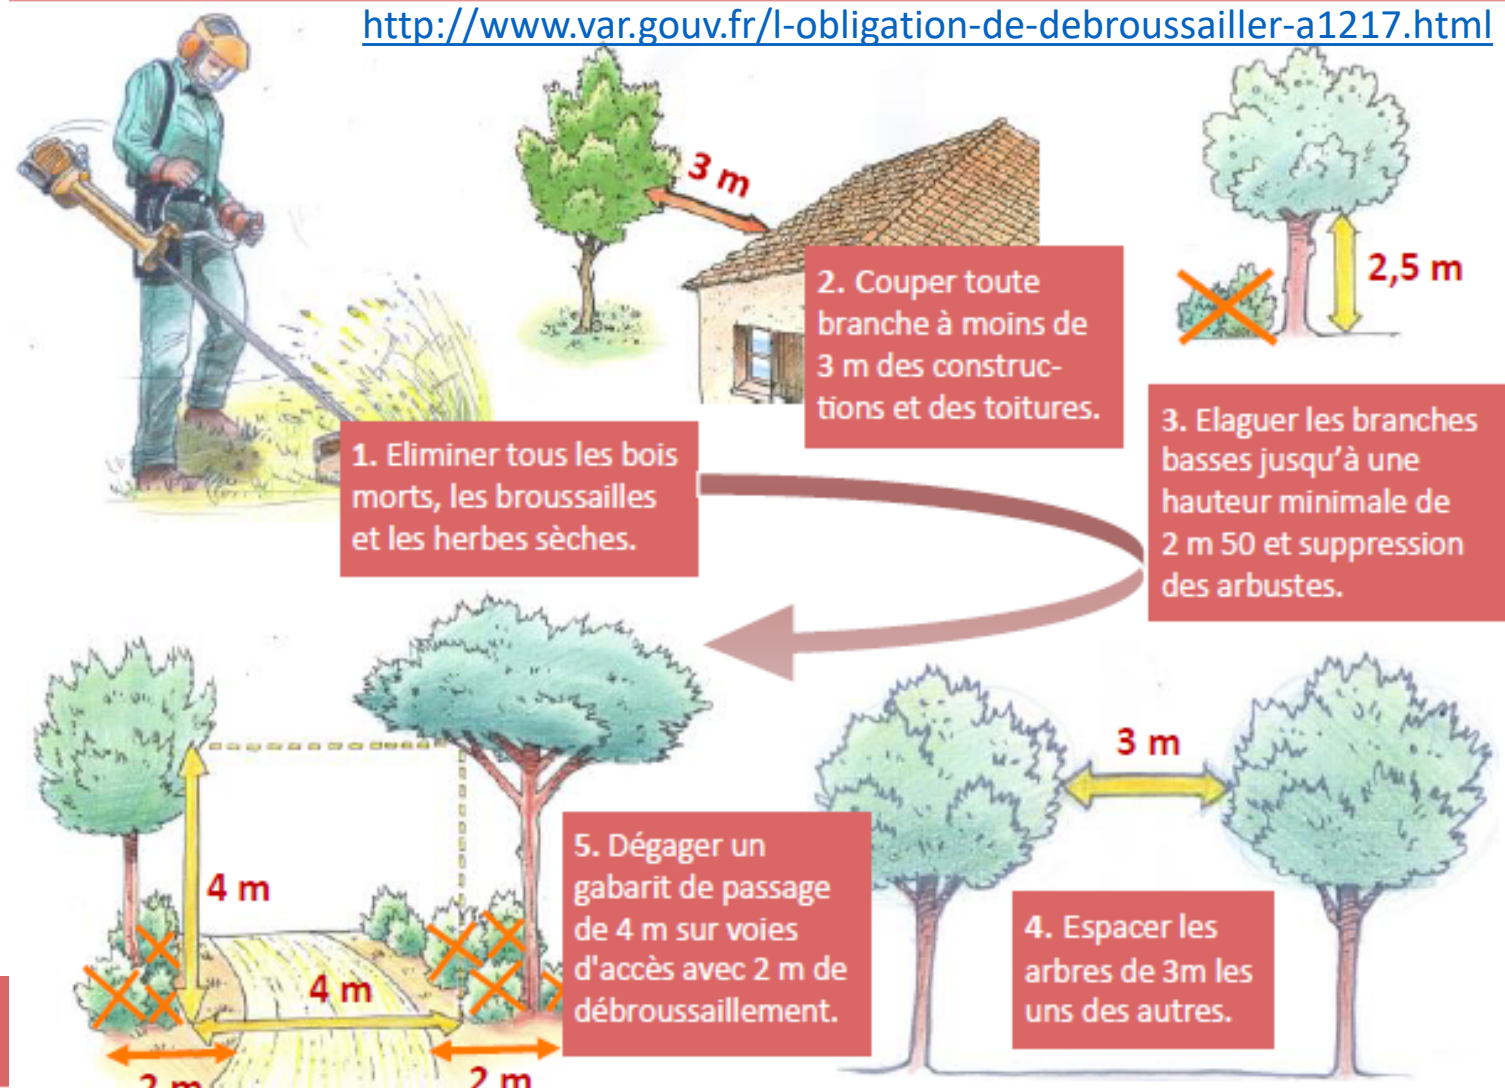 http://www.var.gouv.fr/l-obligation-de-debroussailler-a1217.html
3 m
2. Couper toute
branche à moins de
3 m des construc-
tions et des toitures.
2,5 m
1. Eliminer tous les bois
morts, les broussailles
et les herbes sèches.
3. Elaguer les branches
basses jusqu'à une
hauteur minimale de
2 m 50 et suppression
des arbustes.
4 m
4 m
2 m
2 m
5. Dégager un
gabarit de passage
de 4 m sur voies
d'accès avec 2 m de
débroussaillement.
3 m
4. Espacer les
arbres de 3m les
uns des autres.